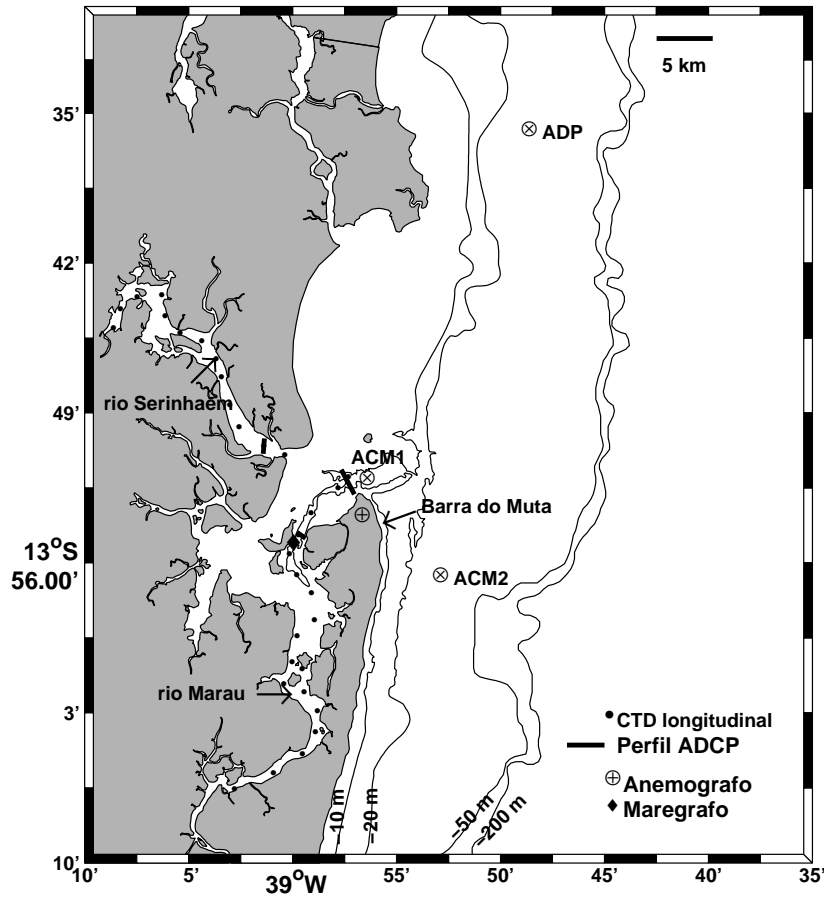 5 km
35’
ADP
42’
rio Serinhaem
49’
ACM1
Barra do Muta
13°S
56.00’
ACM2
rio Marau
3’
CTD longitudinal
Perfil ADCP
Anemografo
Maregrafo
−10 m
−20 m
−50 m
−200 m
10’
10’
5’
39°W
55’
50’
45’
40’
35’